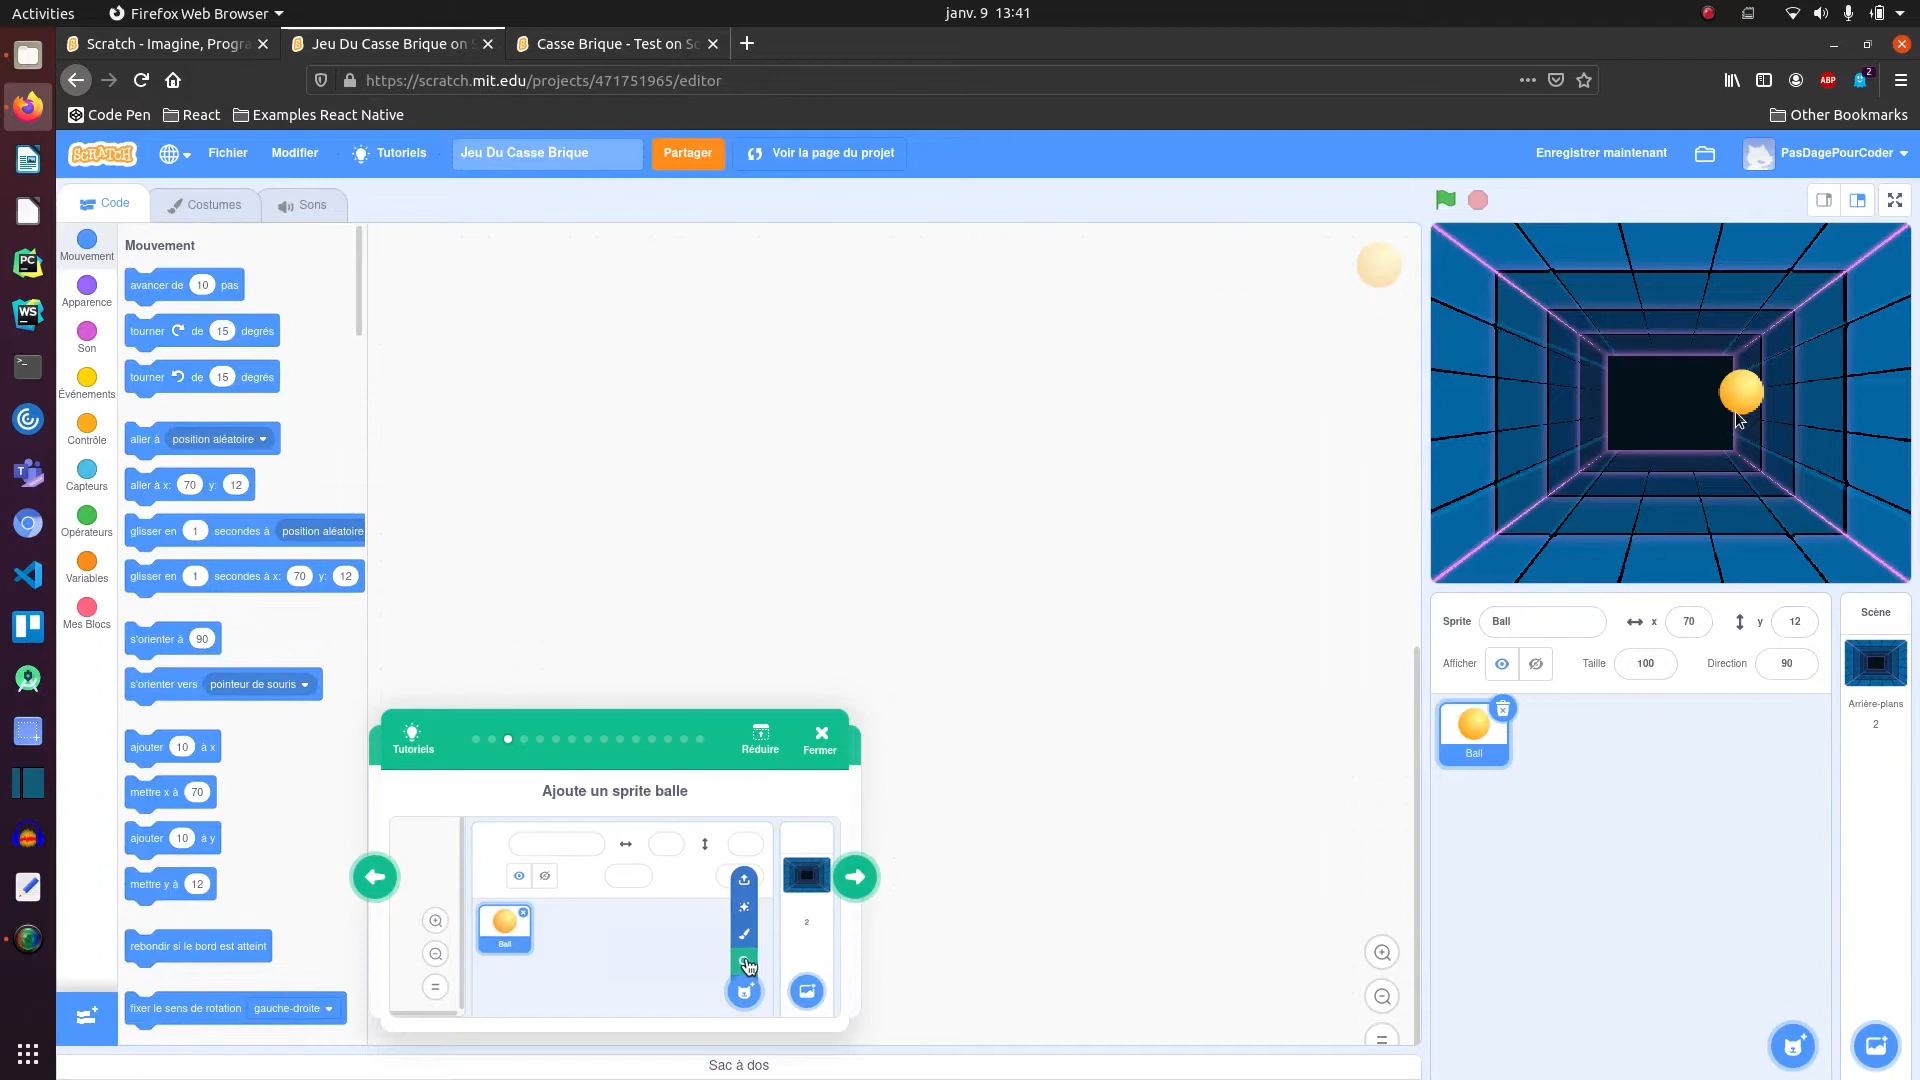 Activities
Firefox Web Browser
janv. 9 13:41
Scratch - Imagine, Progra
Jeu Du Casse Brique on S
Casse Brique - Test on Sc
https://scratch.mit.edu/projects/471751965/editor
ABP
2
Code Pen
React
Examples React Native
Other Bookmarks
SCRATCH
Fichier
Modifier
Tutoriels
Jeu Du Casse Brique
Partager
Voir la page du projet
Enregistrer maintenant
PasDagePourCoder
Code
Costumes
Sons
Mouvement
Apparence
Son
Événements
Contrôle
Capteurs
Opérateurs
Variables
Mes Blocs
Mouvement
avancer de 10 pas
tourner de 15 degrés
tourner de 15 degrés
aller à position aléatoire
aller à x: 70 y: 12
glisser en 1 secondes à position aléatoire
glisser en 1 secondes à x: 70 y: 12
s'orienter à 90
s'orienter vers pointeur de souris
ajouter 10 à x
mettre x à 70
ajouter 10 à y
mettre y à 12
rebondir si le bord est atteint
fixer le sens de rotation gauche-droite
Tutoriels
Réduire
Fermer
Ajoute un sprite balle
Ball
2
Sac à dos
Sprite Ball x 70 y 12
Afficher Taille 100 Direction 90
Ball
Scène
Arrière-plans
2
PC
WS